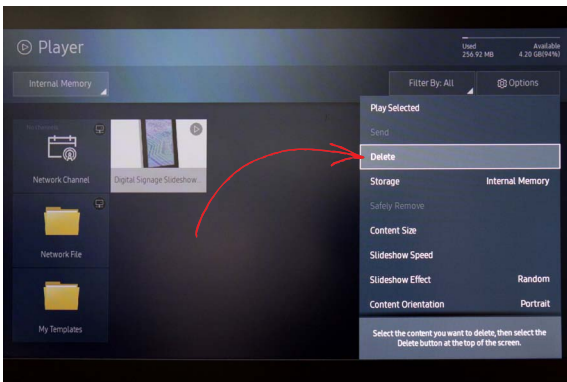 Player
Used
256.92 MB
Available
4.20 GB(94%)
Internal Memory
Filter By: All
Options
Play Selected
Send
Delete
Storage Internal Memory
Safely Remove
Content Size
Slideshow Speed
Slideshow Effect Random
Content Orientation Portrait
Select the content you want to delete, then select the
Delete button at the top of the screen.
Network Channel
Digital Signage Slideshow.
Network File
My Templates